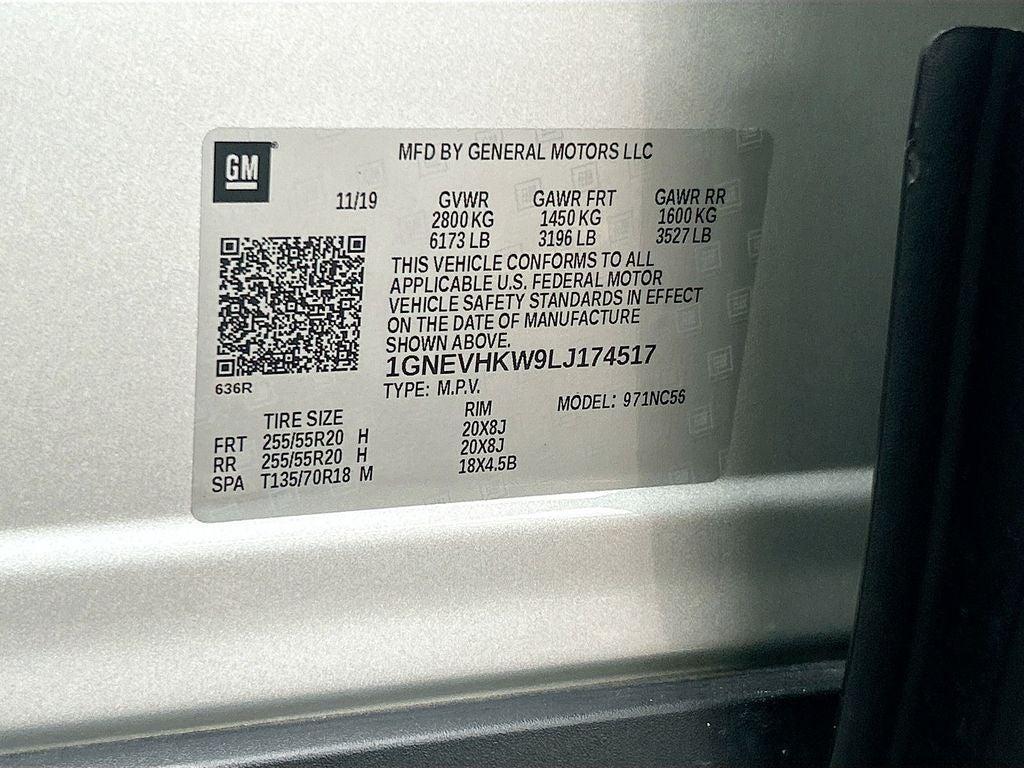 GM
MFD BY GENERAL MOTORS LLC
11/19 GVWR GAWR FRT GAWR RR
2800 KG 1450 KG 1600 KG
6173 LB 3196 LB 3527 LB
THIS VEHICLE CONFORMS TO ALL
APPLICABLE U.S. FEDERAL MOTOR
VEHICLE SAFETY STANDARDS IN EFFECT
ON THE DATE OF MANUFACTURE
SHOWN ABOVE.
1GNEVHKW9LJ174517
636R
TYPE: M.P.V. MODEL: 971NC56
TIRE SIZE RIM
FRT 255/55R20 H 20X8J
RR 255/55R20 H 20X8J
SPA T135/70R18 M 18X4.5B